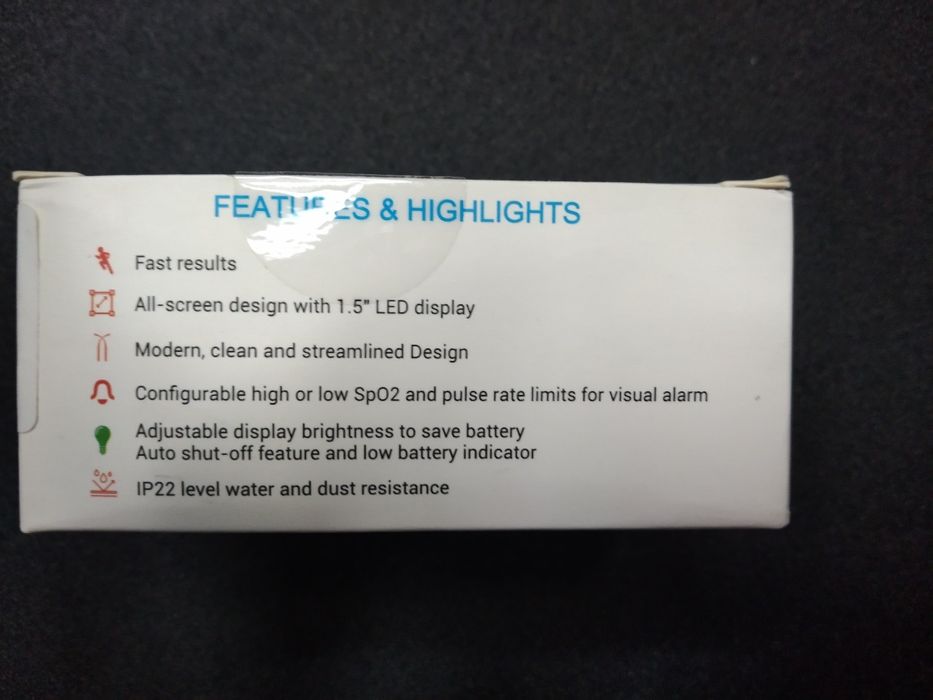 FEATURES & HIGHLIGHTS
Fast results
All-screen design with 1.5" LED display
Modern, clean and streamlined Design
Configurable high or low SpO2 and pulse rate limits for visual alarm
Adjustable display brightness to save battery
Auto shut-off feature and low battery indicator
IP22 level water and dust resistance